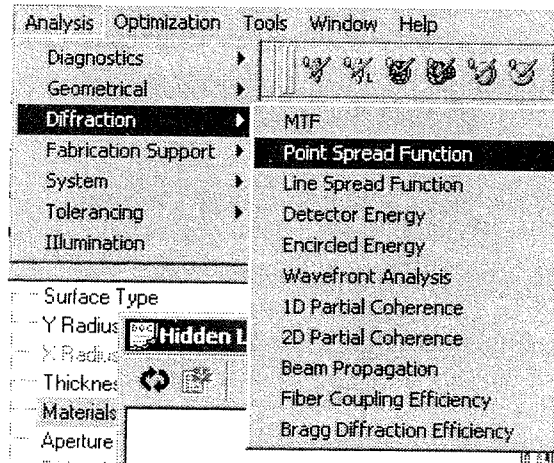 Analysis Optimization Tools Window Help
Diagnostics
Geometrical
Diffraction
Fabrication Support
System
Tolerancing
Illumination
MTF
Point Spread Function
Line Spread Function
Detector Energy
Encircled Energy
Wavefront Analysis
1D Partial Coherence
2D Partial Coherence
Beam Propagation
Fiber Coupling Efficiency
Bragg Diffraction Efficiency
Surface Type
Y Radius
X Radius
Thicknes
Materials
Aperture
Hidden L